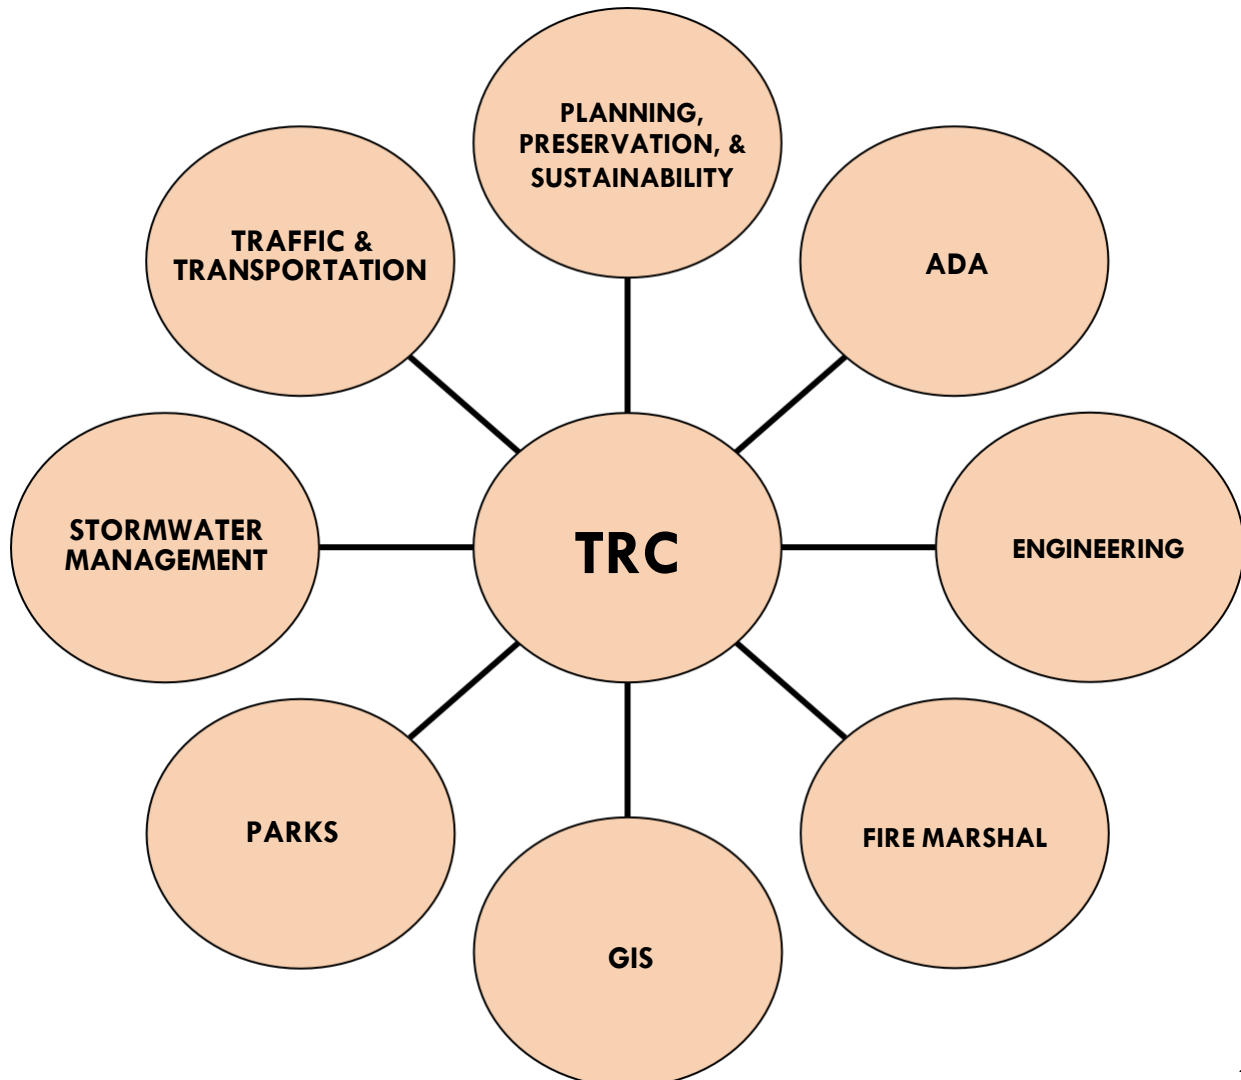 PLANNING,
PRESERVATION, &
SUSTAINABILITY
TRAFFIC &
TRANSPORTATION
ADA
STORMWATER
MANAGEMENT
TRC
ENGINEERING
PARKS
FIRE MARSHAL
GIS